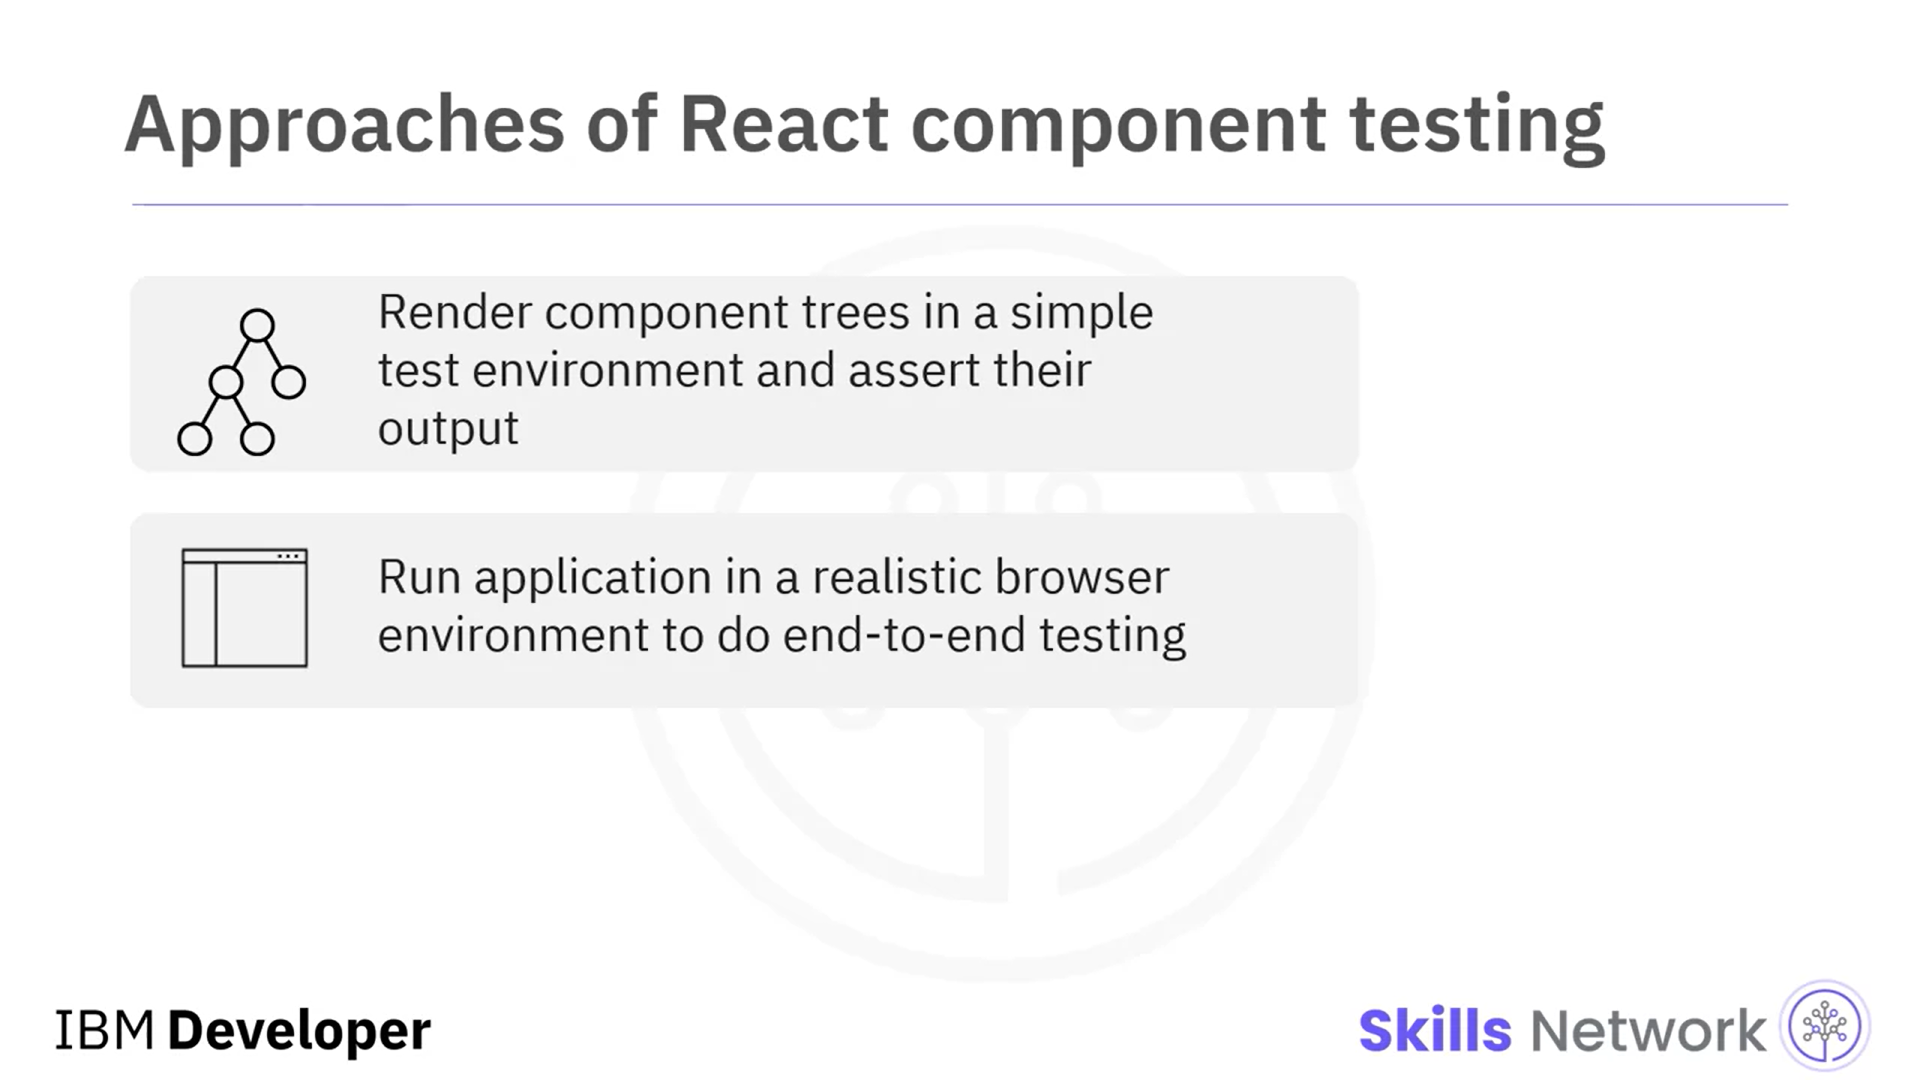 Approaches of React component testing
Render component trees in a simple
test environment and assert their
output
Run application in a realistic browser
environment to do end-to-end testing
IBM Developer
Skills Network